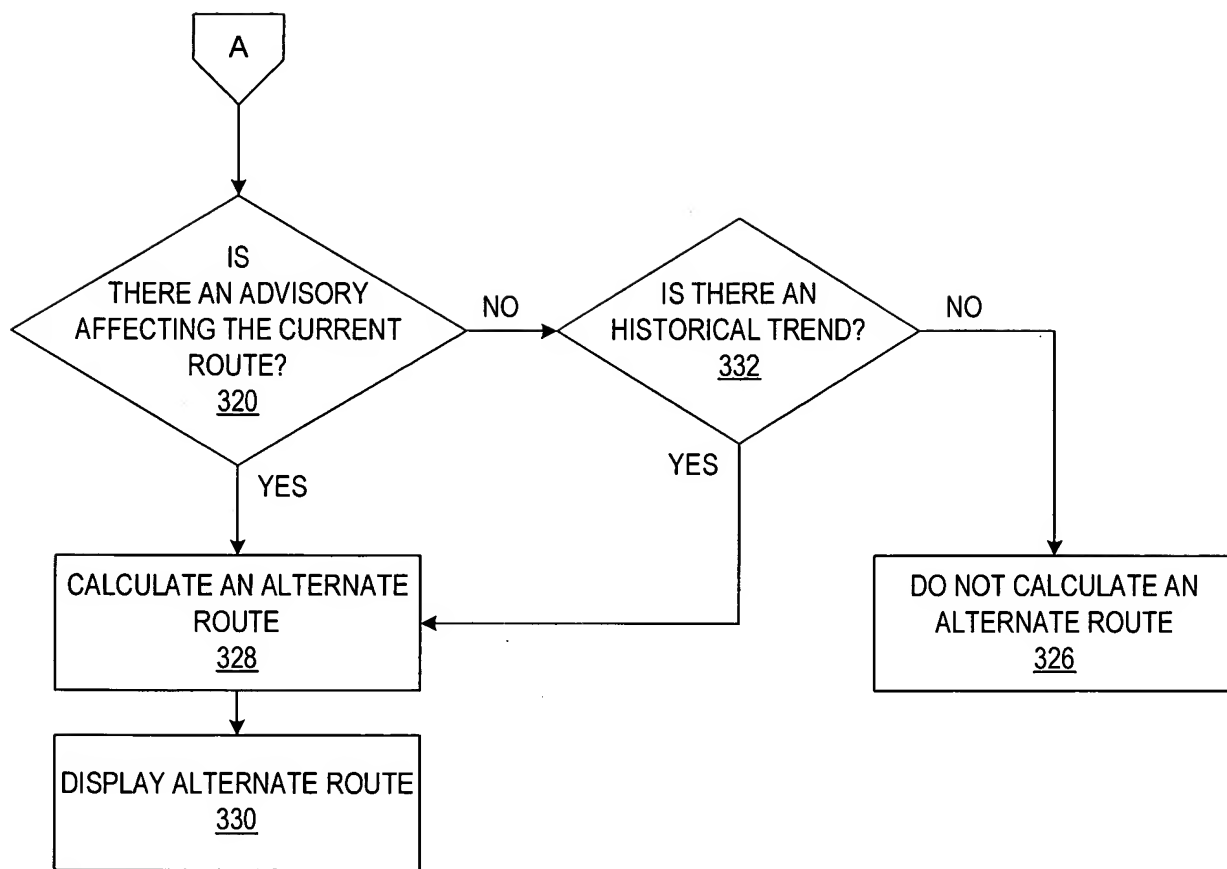 A
IS
THERE AN ADVISORY
AFFECTING THE CURRENT
ROUTE?
320
NO
IS THERE AN
HISTORICAL TREND?
332
NO
YES
YES
CALCULATE AN ALTERNATE
ROUTE
328
DO NOT CALCULATE AN
ALTERNATE ROUTE
326
DISPLAY ALTERNATE ROUTE
330